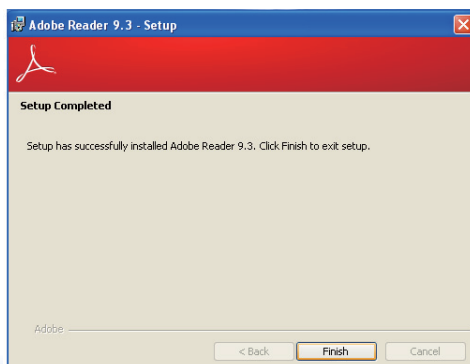 Adobe Reader 9.3 - Setup
Setup Completed
Setup has successfully installed Adobe Reader 9.3. Click Finish to exit setup.
Adobe
< Back
Finish
Cancel